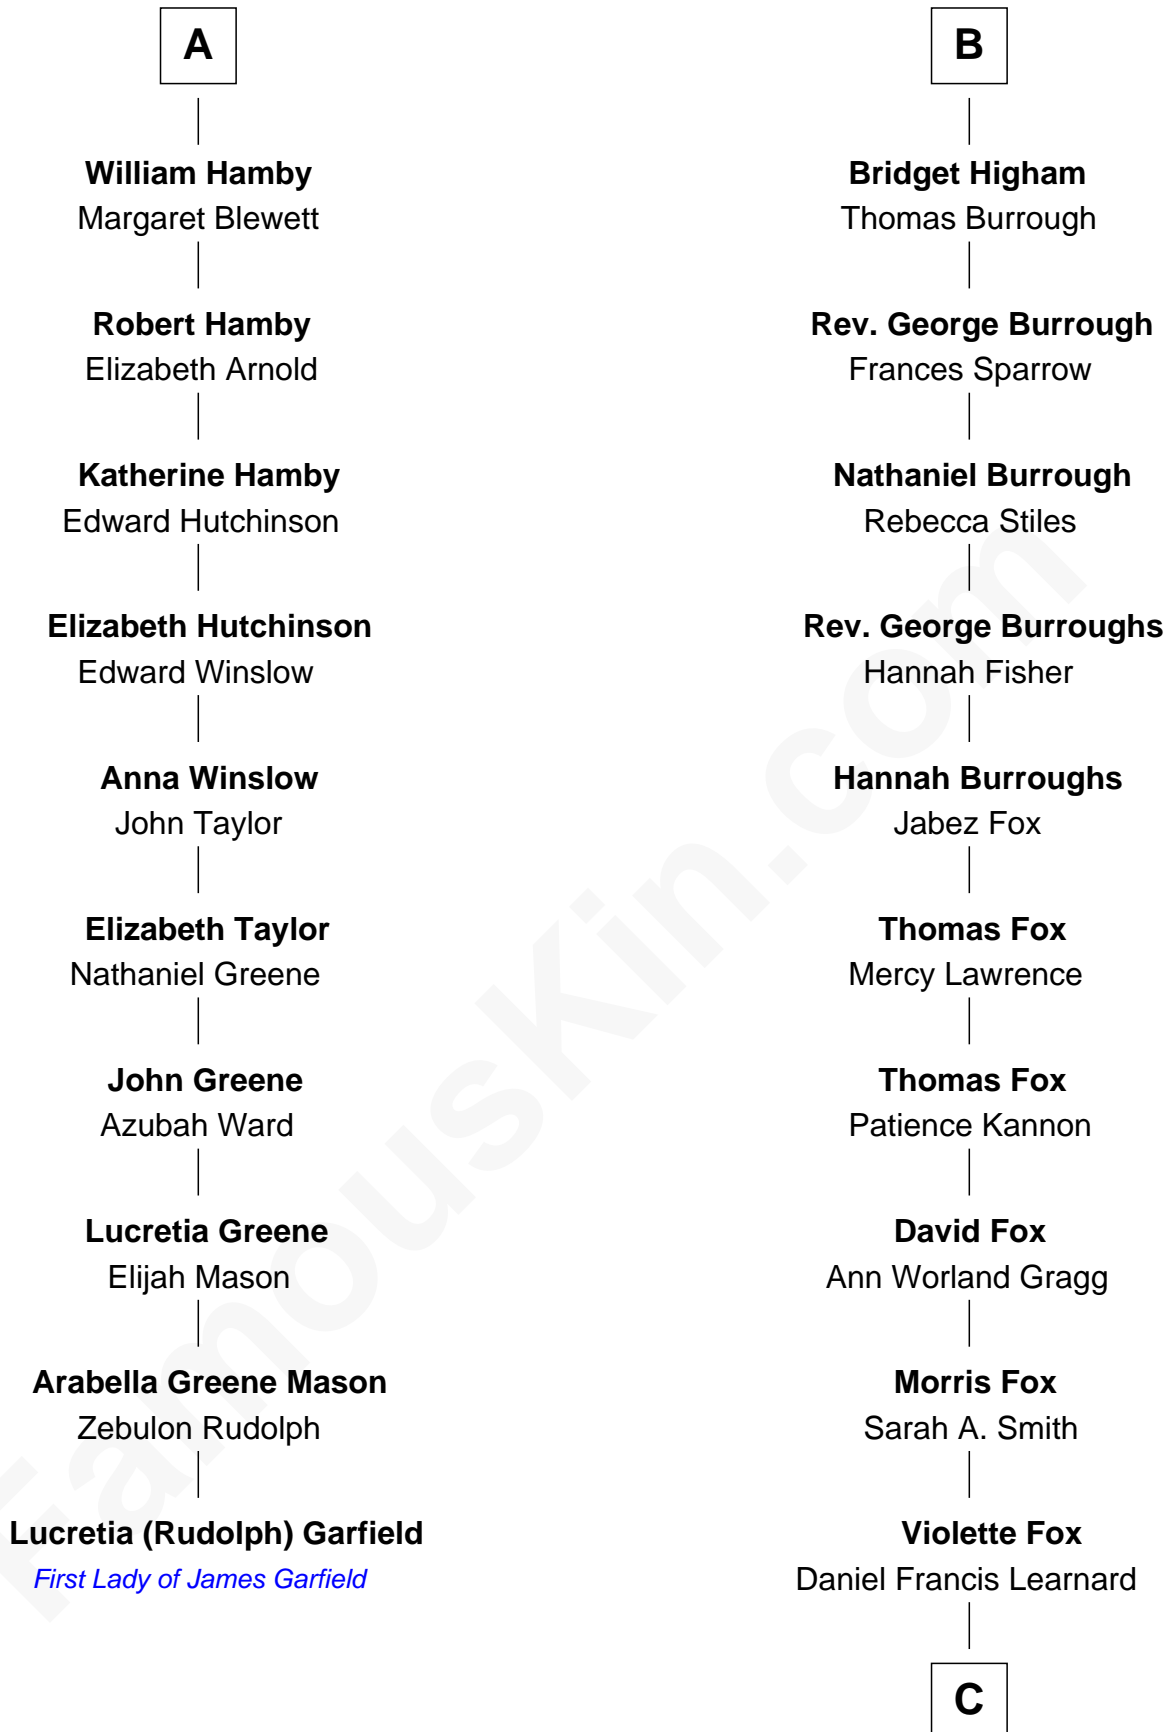 A
William Hamby
Margaret Blewett
Robert Hamby
Elizabeth Arnold
Katherine Hamby
Edward Hutchinson
Elizabeth Hutchinson
Edward Winslow
Anna Winslow
John Taylor
Elizabeth Taylor
Nathaniel Greene
John Greene
Azubah Ward
Lucretia Greene
Elijah Mason
Arabella Greene Mason
Zebulon Rudolph
Lucretia (Rudolph) Garfield
First Lady of James Garfield
B
Bridget Higham
Thomas Burrough
Rev. George Burrough
Frances Sparrow
Nathaniel Burrough
Rebecca Stiles
Rev. George Burroughs
Hannah Fisher
Hannah Burroughs
Jabez Fox
Thomas Fox
Mercy Lawrence
Thomas Fox
Patience Kannon
David Fox
Ann Worland Gragg
Morris Fox
Sarah A. Smith
Violette Fox
Daniel Francis Learnard
C
FamousKin.com